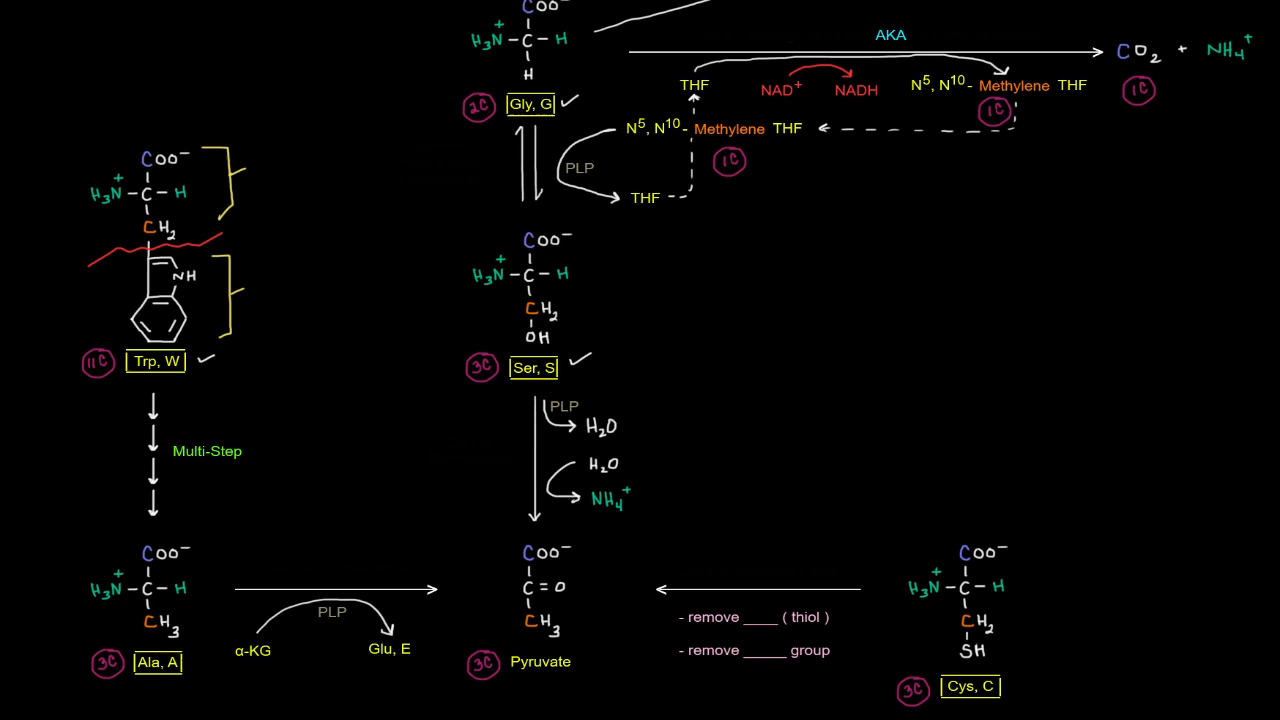 COO⁻
H₃N⁺ – C – H
H
2C Gly, G
AKA
CO₂ + NH₄⁺
1C
THF
NAD⁺ NADH
N⁵, N¹⁰- Methylene THF
1C
N⁵, N¹⁰- Methylene THF
1C
PLP
THF
COO⁻
H₃N⁺ – C – H
CH₂
NH
11C Trp, W
Multi-Step
COO⁻
H₃N⁺ – C – H
CH₂
OH
3C Ser, S
PLP
H₂O
H₂O
NH₄⁺
COO⁻
H₃N⁺ – C – H
CH₃
3C Ala, A
PLP
α-KG
Glu, E
COO⁻
C = O
CH₃
3C Pyruvate
- remove ____ ( thiol )
- remove _____ group
COO⁻
H₃N⁺ – C – H
CH₂
SH
3C Cys, C